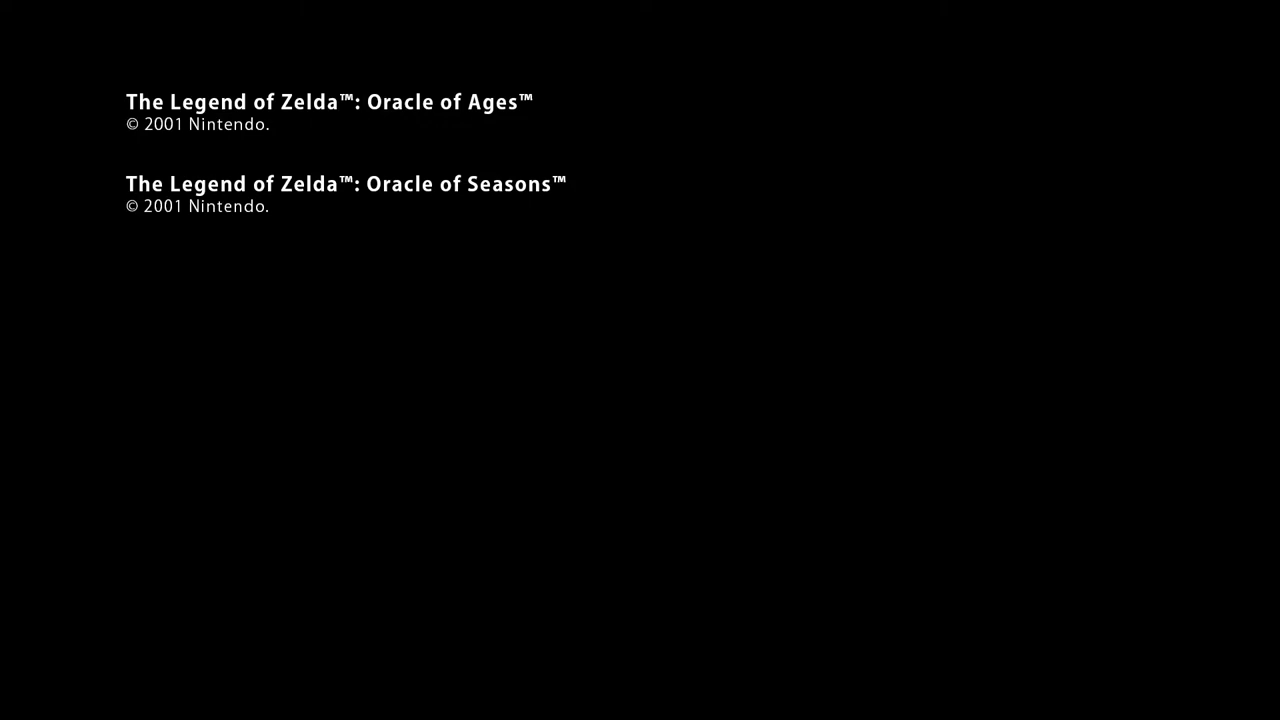 The Legend of Zelda™: Oracle of Ages™
© 2001 Nintendo.
The Legend of Zelda™: Oracle of Seasons™
© 2001 Nintendo.